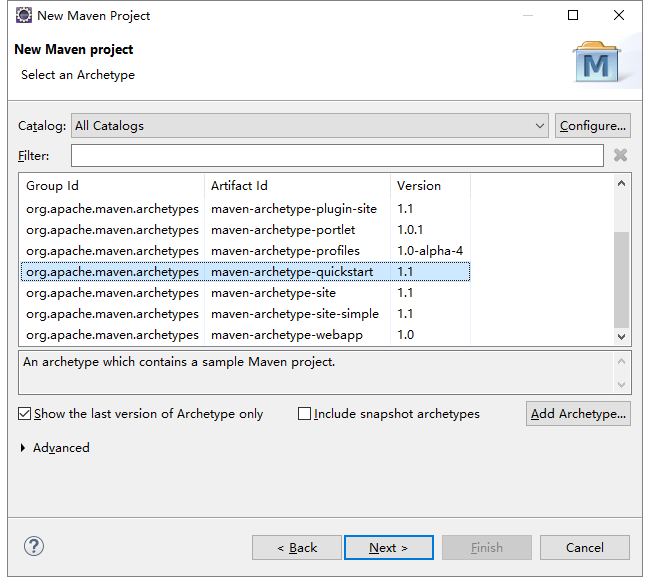 New Maven Project
New Maven project
Select an Archetype
M
Catalog: All Catalogs Configure...
Filter:
Group Id Artifact Id Version
org.apache.maven.archetypes maven-archetype-plugin-site 1.1
org.apache.maven.archetypes maven-archetype-portlet 1.0.1
org.apache.maven.archetypes maven-archetype-profiles 1.0-alpha-4
org.apache.maven.archetypes maven-archetype-quickstart 1.1
org.apache.maven.archetypes maven-archetype-site 1.1
org.apache.maven.archetypes maven-archetype-site-simple 1.1
org.apache.maven.archetypes maven-archetype-webapp 1.0
An archetype which contains a sample Maven project.
Show the last version of Archetype only Include snapshot archetypes Add Archetype...
Advanced
? < Back Next > Finish Cancel